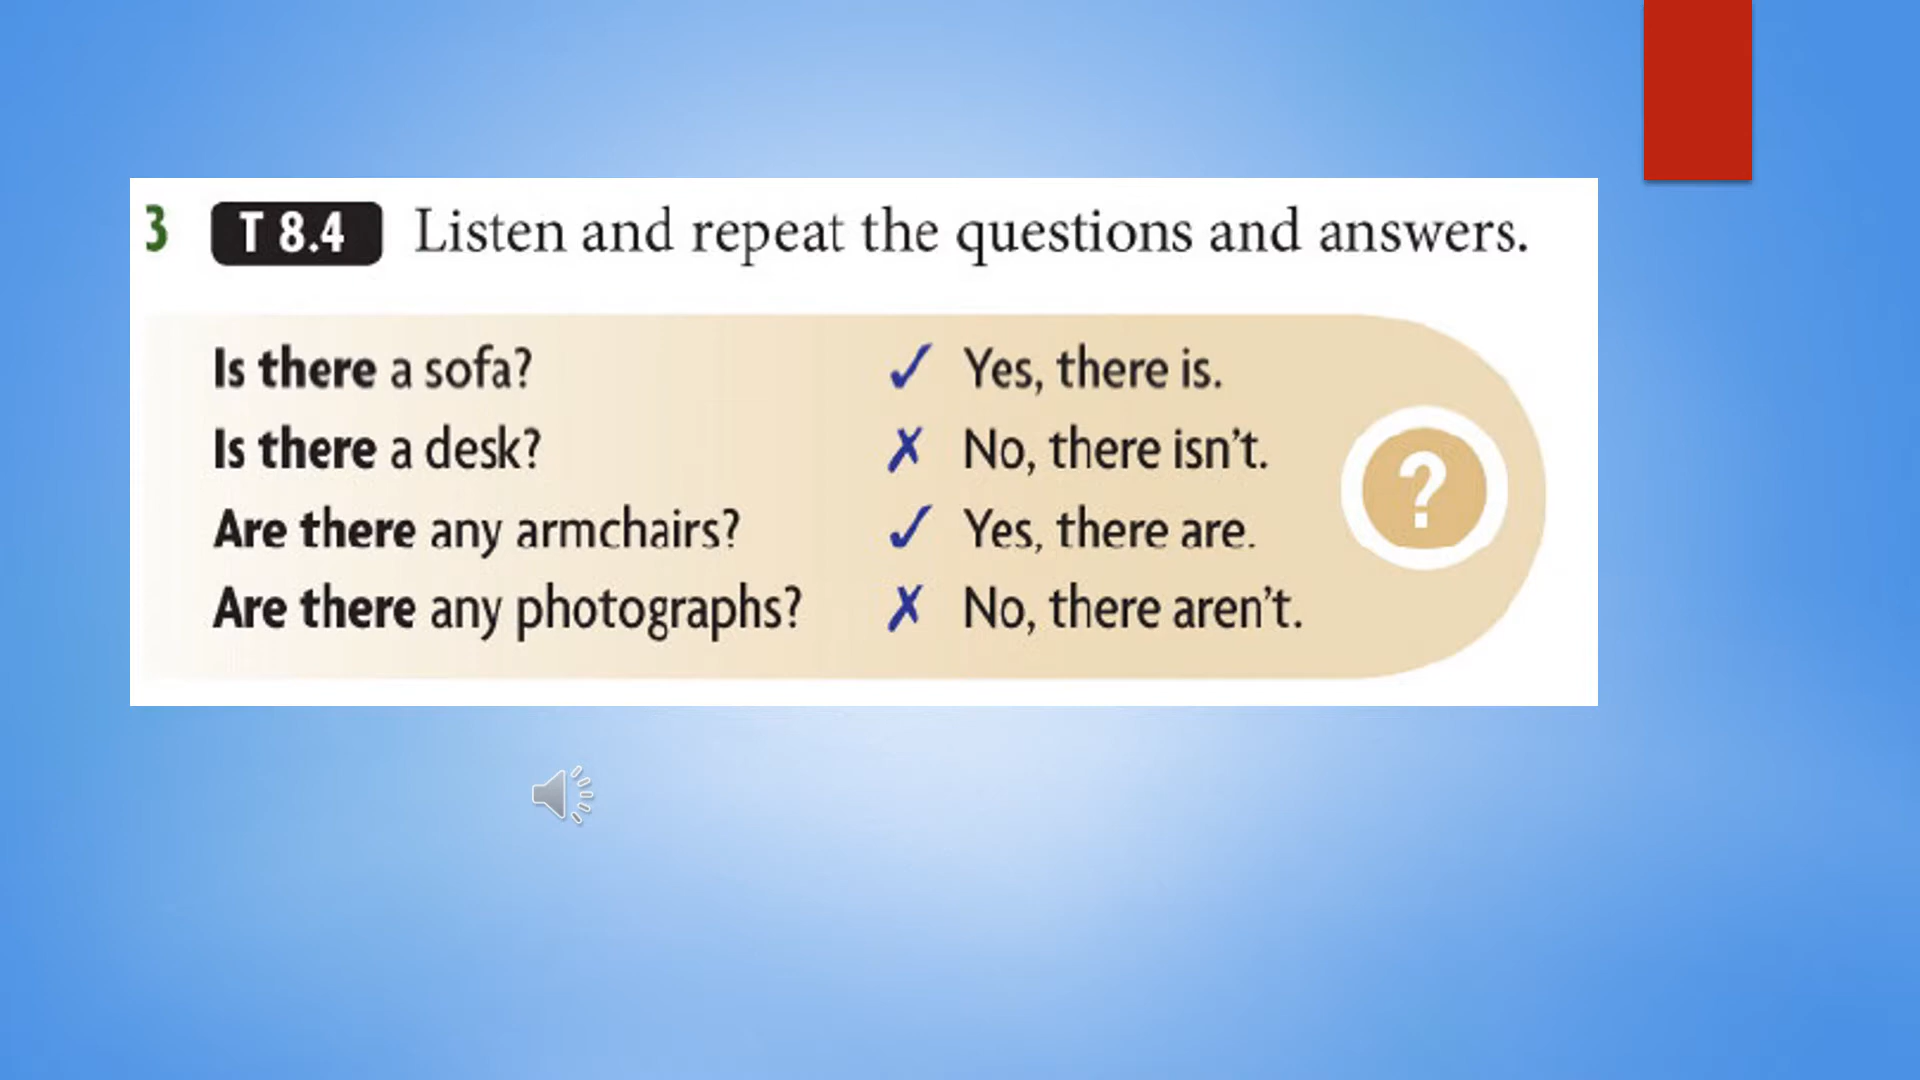 3 T 8.4 Listen and repeat the questions and answers.
Is there a sofa? ✓ Yes, there is.
Is there a desk? ✗ No, there isn't.
Are there any armchairs? ✓ Yes, there are.
Are there any photographs? ✗ No, there aren't.
?